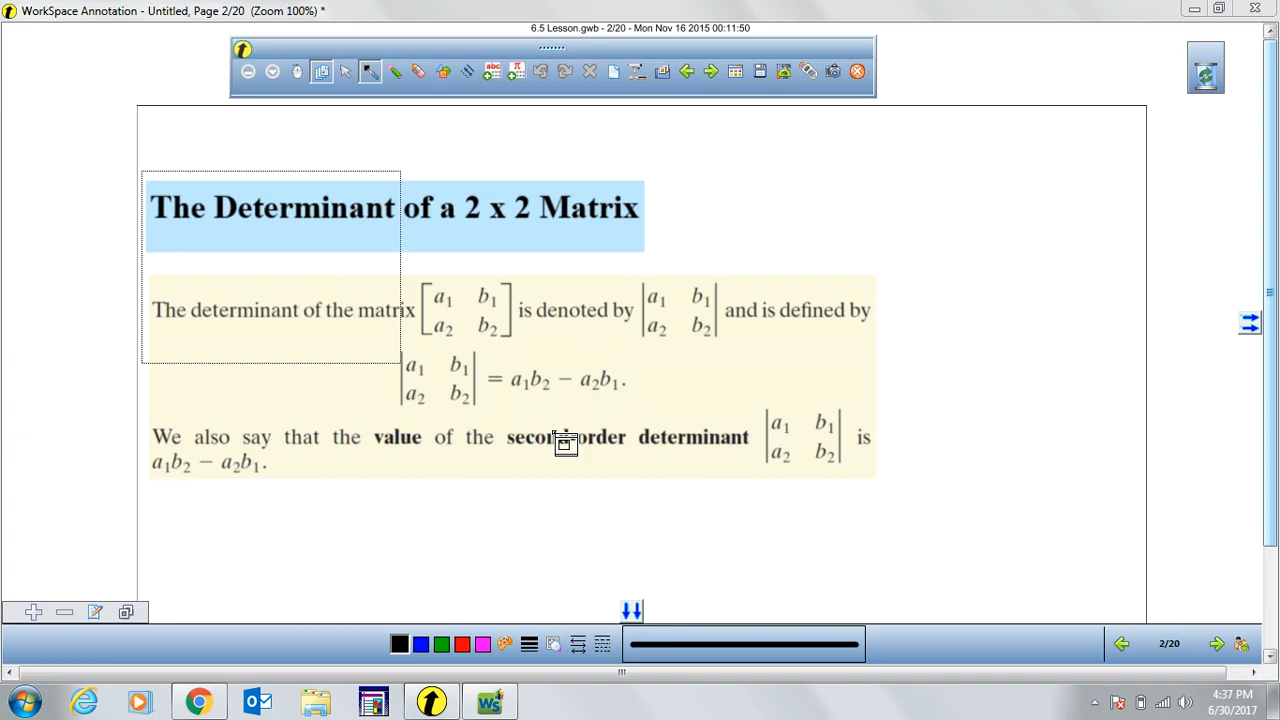 WorkSpace Annotation - Untitled, Page 2/20 (Zoom 100%) *
6.5 Lesson.gwb - 2/20 - Mon Nov 16 2015 00:11:50
abc
π
The Determinant of a 2 x 2 Matrix
The determinant of the matrix [a₁ b₁ a₂ b₂] is denoted by |a₁ b₁ a₂ b₂| and is defined by
|a₁ b₁ a₂ b₂| = a₁b₂ − a₂b₁.
We also say that the value of the second-order determinant |a₁ b₁ a₂ b₂| is
a₁b₂ − a₂b₁.
2/20
Ws
4:37 PM
6/30/2017